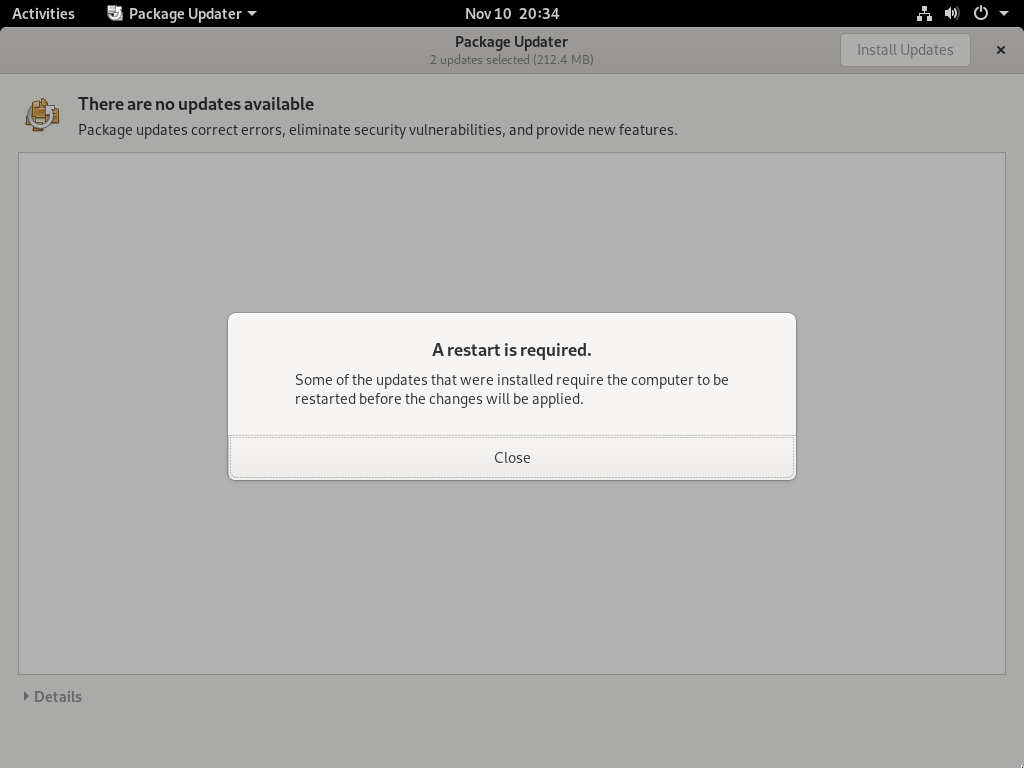 Activities
Package Updater
Nov 10 20:34
Package Updater
2 updates selected (212.4 MB)
Install Updates
There are no updates available
Package updates correct errors, eliminate security vulnerabilities, and provide new features.
A restart is required.
Some of the updates that were installed require the computer to be
restarted before the changes will be applied.
Close
Details